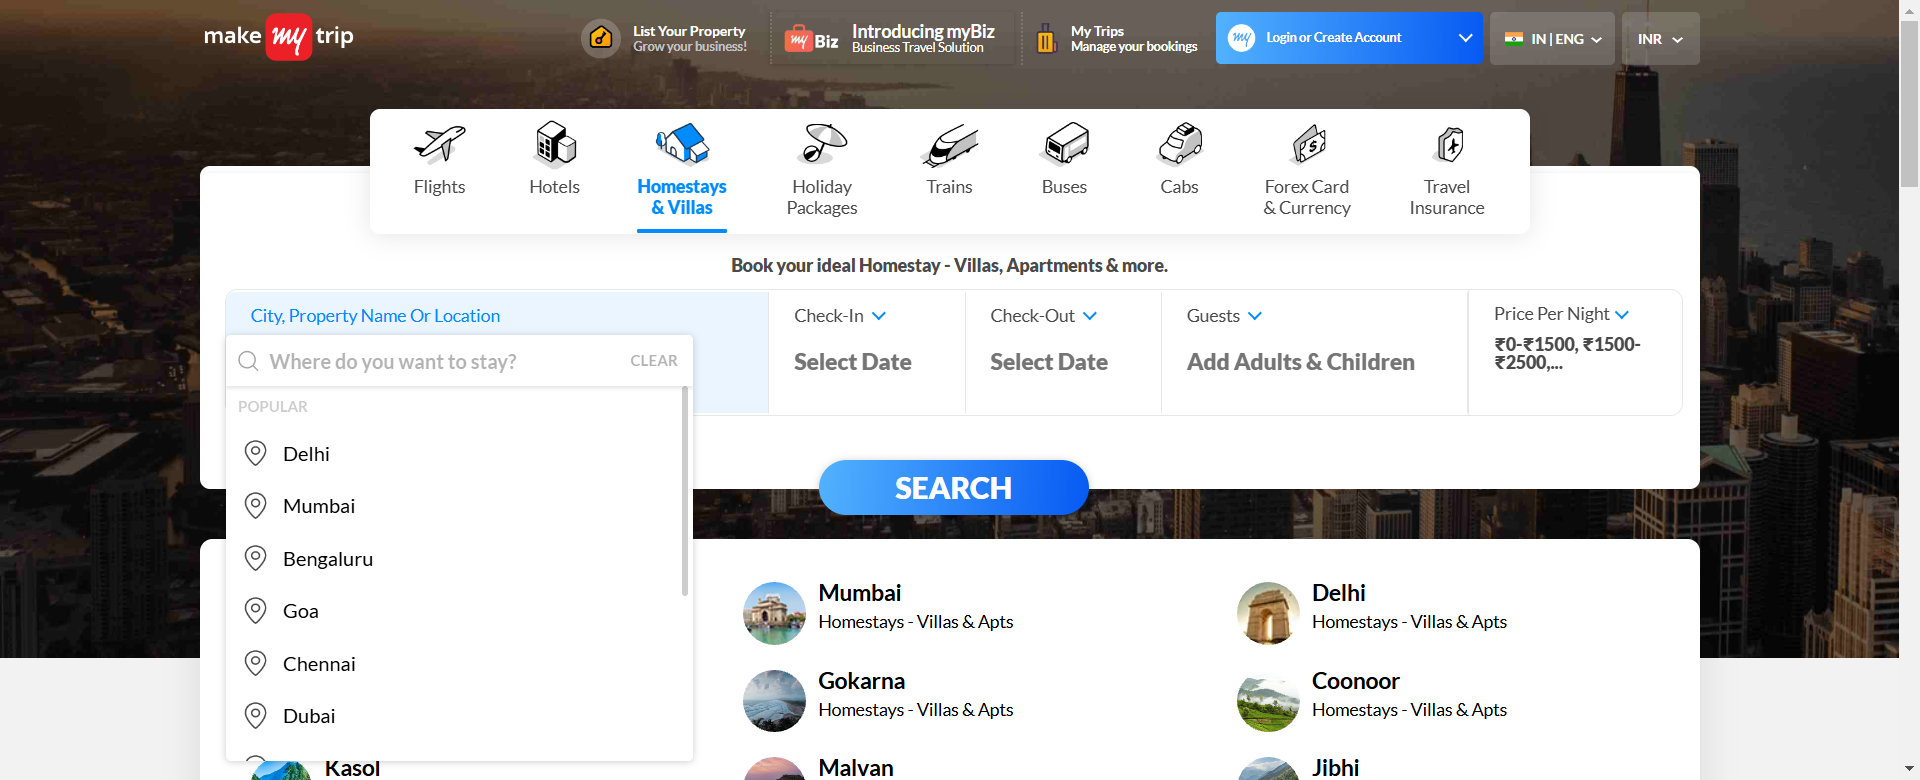 make my trip
List Your Property
Grow your business!
my Biz
Introducing myBiz
Business Travel Solution
My Trips
Manage your bookings
my
Login or Create Account
IN | ENG
INR
Flights
Hotels
Homestays
& Villas
Holiday
Packages
Trains
Buses
Cabs
Forex Card
& Currency
Travel
Insurance
Book your ideal Homestay - Villas, Apartments & more.
City, Property Name Or Location
Where do you want to stay?
CLEAR
POPULAR
Delhi
Mumbai
Bengaluru
Goa
Chennai
Dubai
Check-In
Select Date
Check-Out
Select Date
Guests
Add Adults & Children
Price Per Night
₹0-₹1500, ₹1500-
₹2500,...
SEARCH
Mumbai
Homestays - Villas & Apts
Delhi
Homestays - Villas & Apts
Gokarna
Homestays - Villas & Apts
Coonoor
Homestays - Villas & Apts
Kasol
Malvan
Jibhi